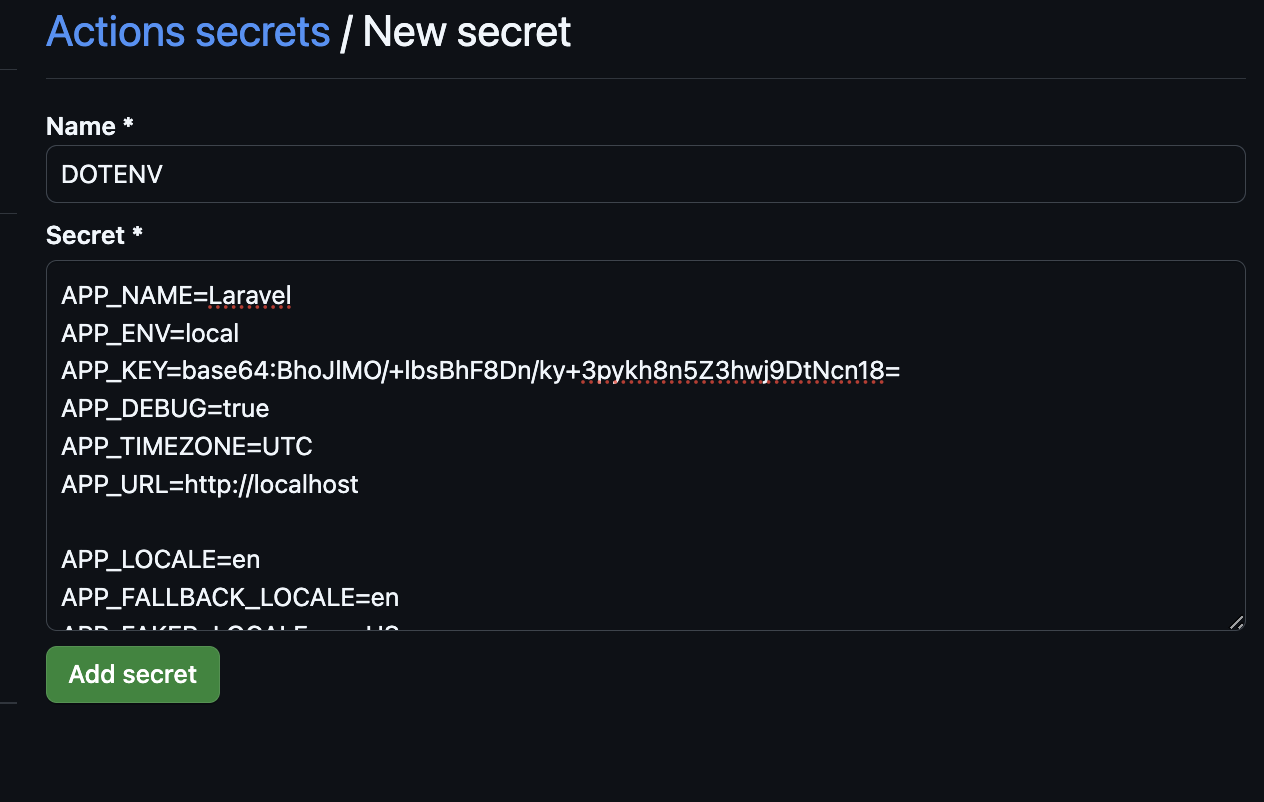 Actions secrets / New secret
Name *
DOTENV
Secret *
APP_NAME=Laravel
APP_ENV=local
APP_KEY=base64:BhoJlMO/+lbsBhF8Dn/ky+3pykh8n5Z3hwj9DtNcn18=
APP_DEBUG=true
APP_TIMEZONE=UTC
APP_URL=http://localhost
APP_LOCALE=en
APP_FALLBACK_LOCALE=en
Add secret